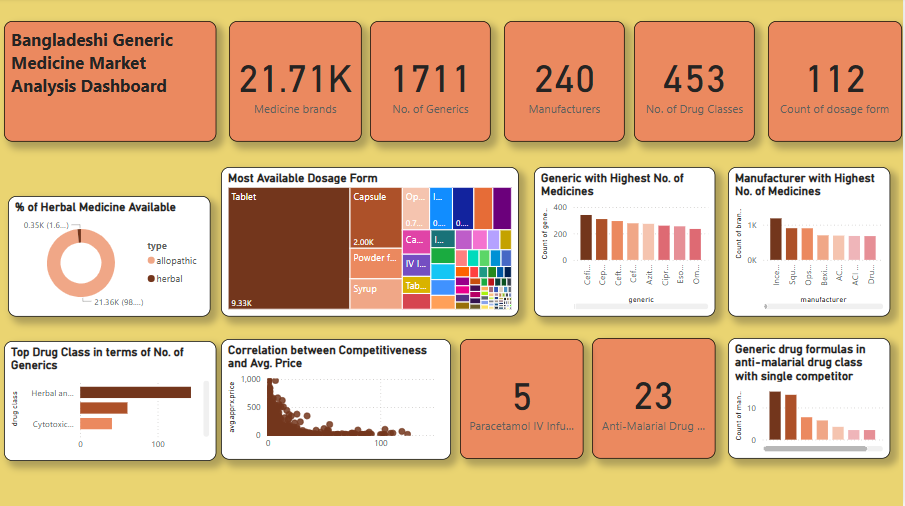 Bangladeshi Generic
Medicine Market
Analysis Dashboard
21.71K
Medicine brands
1711
No. of Generics
240
Manufacturers
453
No. of Drug Classes
112
Count of dosage form
% of Herbal Medicine Available
0.35K (1.6...)
type
allopathic
herbal
21.36K (98....)
Most Available Dosage Form
Tablet
9.33K
Capsule
2.00K
Powder f...
Syrup
Op...
0.7...
Ca...
IV I...
Tab...
I...
0....
I...
0....
Generic with Highest No. of
Medicines
Count of gene..
400
200
0
Cefi...
Cep...
Ceft...
Cef...
Azit...
Cipr...
Eso...
Om...
generic
Manufacturer with Highest
No. of Medicines
Count of bran..
1K
0K
Ince...
Squ...
Ops...
Bexi...
AC...
ACI...
Dru...
manufacturer
Top Drug Class in terms of No. of
Generics
drug class
Herbal an...
Cytotoxic...
0
100
Correlation between Competitiveness
and Avg. Price
avgapprx.price
1,000
500
0
0
100
5
Paracetamol IV Infu...
23
Anti-Malarial Drug ...
Generic drug formulas in
anti-malarial drug class
with single competitor
Count of man..
10
0